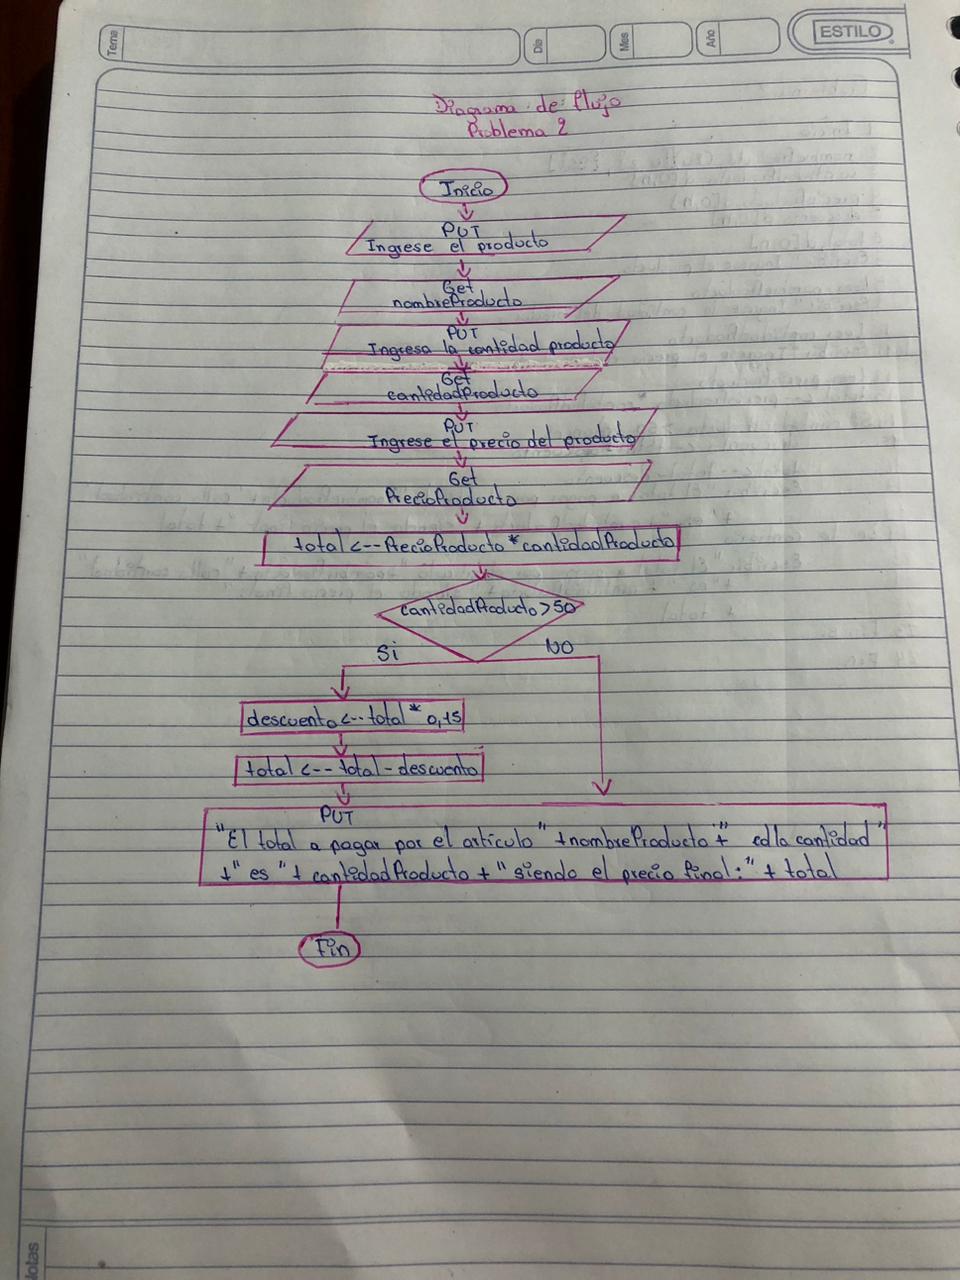 Tema
Dia
Mes
Año
ESTILO
Diagrama de flujo
Problema 2
Inicio
PUT
Ingrese el producto
Get
nombreProducto
PUT
Ingresa la cantidad producto
Get
cantidadProducto
PUT
Ingrese el precio del producto
Get
PrecioProducto
total <-- PrecioProducto * cantidadProducto
cantidadProducto > 50
Si
NO
descuento <-- total * 0,15
total <-- total - descuento
PUT
"El total a pagar por el artículo" + nombreProducto + " la cantidad"
+ " es " + cantidadProducto + " siendo el precio final: " + total
Fin
Notas